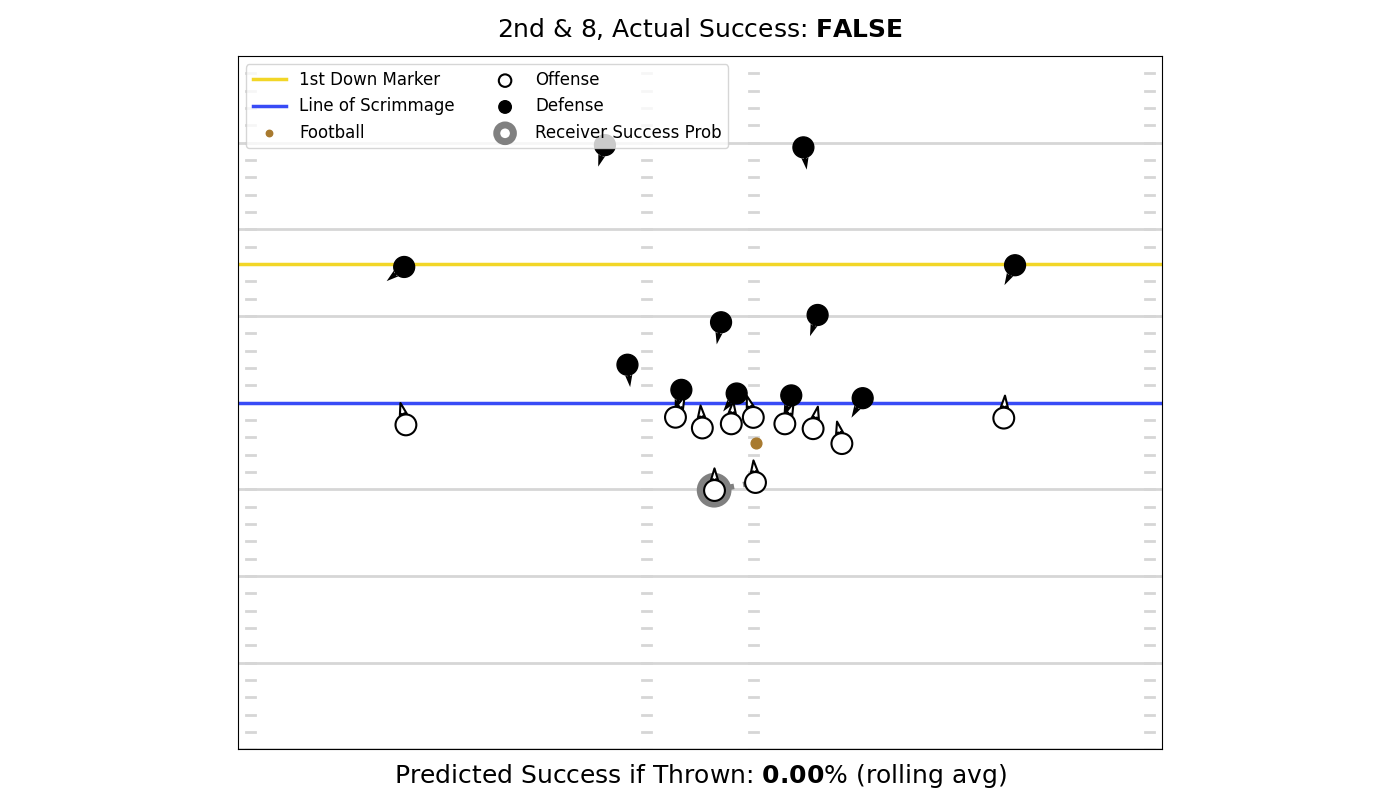 2nd & 8, Actual Success: FALSE
1st Down Marker
Line of Scrimmage
Football
Offense
Defense
Receiver Success Prob
Predicted Success if Thrown: 0.00% (rolling avg)